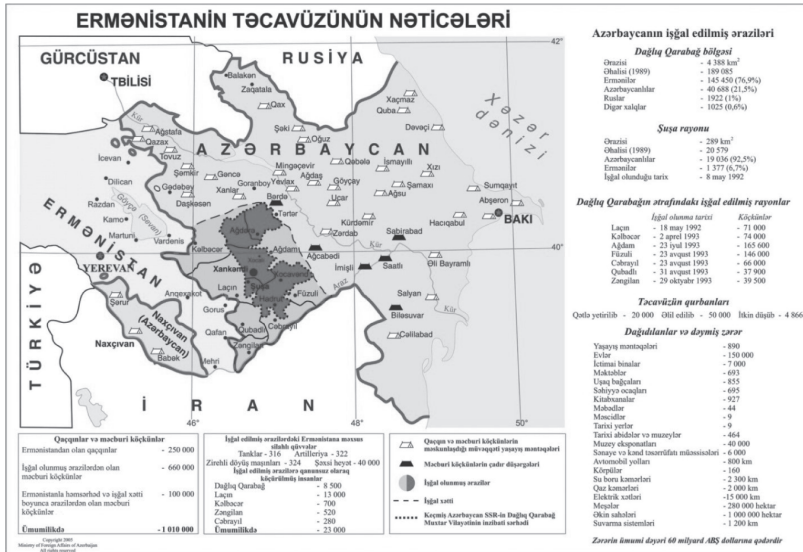 ERMƏNİSTANIN TƏCAVÜZÜNÜN NƏTİCƏLƏRİ
42°
GÜRCÜSTAN
RUSİYA
TBİLİSİ
Balakən
Zaqatala
Qax
Xaçmaz
Quba
Xəzər dənizi
Dəvəçi
Kür
Ağstafa
Şəki
Oğuz
Qazax
AZƏRBAYCAN
Tovuz
İcevan
Mingəçevir
Qəbələ
İsmayıllı
Xızı
Şəmkir
Gəncə
Goranboy
Yevlax
Ağdaş
Göyçay
Şamaxı
Dilican
Gədəbəy
Xanlar
Ucar
Ağsu
Sumqayıt
Razdan
Daşkəsən
Bərdə
Abşeron
Göyçə (Sevan)
Kamo
Tərtər
Kürdəmir
Hacıqabul
BAKI
Martuni
Zərdab
Sabirabad
ERMƏNİSTAN
Vardenis
Kəlbəcər
Ağdərə
Ağdam
Kür
40°
Ağcabədi
YEREVAN
Xankəndi
Xocavənd
İmişli
Saatlı
Əli Bayramlı
Şuşa
Araz
TÜRKİYƏ
Anqexakot
Laçın
Hadrut
Füzuli
Şərur
Salyan
Gorus
Biləsuvar
Kür
Naxçıvan (Azərbaycan)
Cəbrayıl
Qafan
Qubadlı
Naxçıvan
Cəlilabad
Babək
Zəngilan
Mehri
İRAN
46°
48°
50°
Qaçqınlar və məcburi köçkünlər
Ermənistandan olan qaçqınlar - 250 000
İşğal olunmuş ərazilərdən olan
məcburi köçkünlər - 660 000
Ermənistanla həmsərhəd və işğal xətti
boyunca ərazilərdən olan məcburi
köçkünlər - 100 000
Ümumilikdə - 1 010 000
İşğal edilmiş ərazilərdəki Ermənistana məxsus
silahlı qüvvələr
Tanklar - 316 Artilleriya - 322
Zirehli döyüş maşınları - 324 Şəxsi heyət - 40 000
İşğal edilmiş ərazilərə qanunsuz olaraq
köçürülmüş insanlar
Dağlıq Qarabağ - 8 500
Laçın - 13 000
Kəlbəcər - 700
Zəngilan - 520
Cəbrayıl - 280
Ümumilikdə - 23 000
Qaçqın və məcburi köçkünlərin
məskunlaşdığı müvəqqəti yaşayış məntəqələri
Məcburi köçkünlərin çadır düşərgələri
İşğal olunmuş ərazilər
İşğal xətti
Keçmiş Azərbaycan SSR-in Dağlıq Qarabağ
Muxtar Vilayətinin inzibati sərhədi
Copyright 2005
Ministry of Foreign Affairs of Azerbaijan
All rights reserved
Azərbaycanın işğal edilmiş əraziləri
Dağlıq Qarabağ bölgəsi
Ərazisi - 4 388 km²
Əhalisi (1989) - 189 085
Ermənilər - 145 450 (76,9%)
Azərbaycanlılar - 40 688 (21,5%)
Ruslar - 1922 (1%)
Digər xalqlar - 1025 (0,6%)
Şuşa rayonu
Ərazisi - 289 km²
Əhalisi (1989) - 20 579
Azərbaycanlılar - 19 036 (92,5%)
Ermənilər - 1 377 (6,7%)
İşğal olunduğu tarix - 8 may 1992
Dağlıq Qarabağın ətrafındakı işğal edilmiş rayonlar
İşğal olunma tarixi Köçkünlər
Laçın - 18 may 1992 - 71 000
Kəlbəcər - 2 aprel 1993 - 74 000
Ağdam - 23 iyul 1993 - 165 600
Füzuli - 23 avqust 1993 - 146 000
Cəbrayıl - 23 avqust 1993 - 66 000
Qubadlı - 31 avqust 1993 - 37 900
Zəngilan - 29 oktyabr 1993 - 39 500
Təcavüzün qurbanları
Qətlə yetirilib - 20 000 Əlil edilib - 50 000 İtkin düşüb - 4 866
Dağıdılanlar və dəymiş zərər
Yaşayış məntəqələri - 890
Evlər - 150 000
İctimai binalar - 7 000
Məktəblər - 693
Uşaq bağçaları - 855
Səhiyyə ocaqları - 695
Kitabxanalar - 927
Məbədlər - 44
Məscidlər - 9
Tarixi yerlər - 9
Tarixi abidələr və muzeylər - 464
Muzey eksponatları - 40 000
Sənaye və kənd təsərrüfatı müəssisələri - 6 000
Avtomobil yolları - 800 km
Körpülər - 160
Su boru kəmərləri - 2 300 km
Qaz kəmərləri - 2 000 km
Elektrik xətləri -15 000 km
Meşələr - 280 000 hektar
Əkin sahələri - 1 000 000 hektar
Suvarma sistemləri - 1 200 km
Zərərin ümumi dəyəri 60 milyard ABŞ dollarına qədərdir